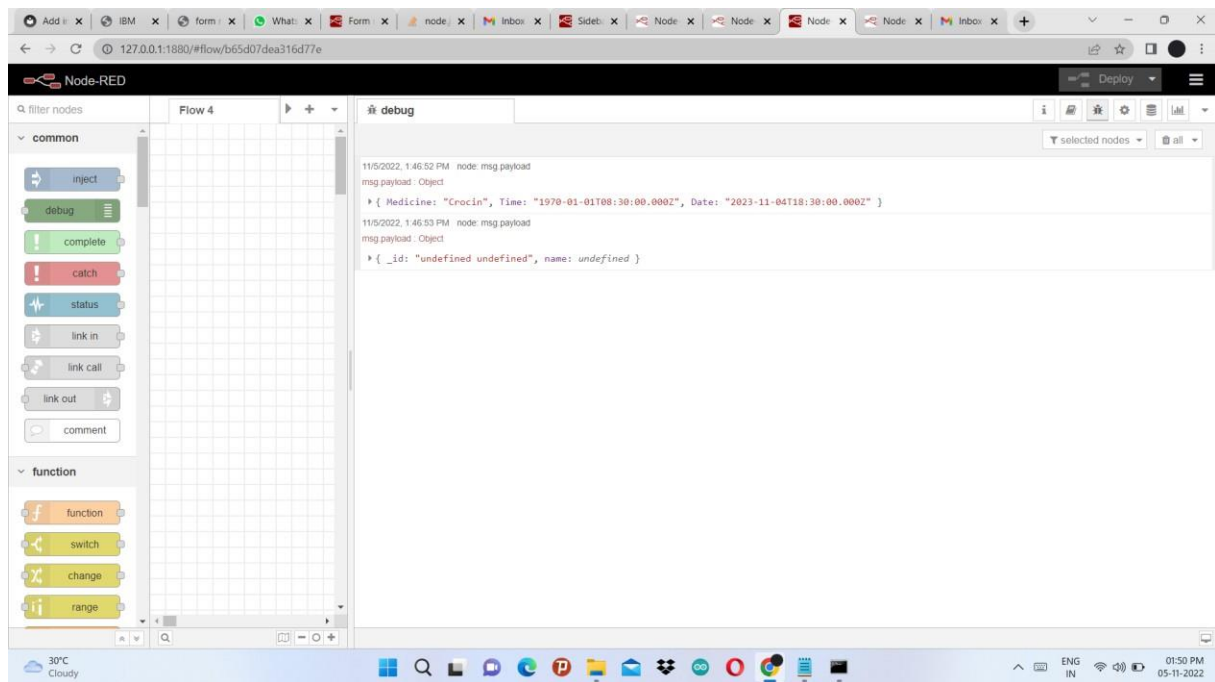 Add i
IBM
form
What:
Form
node.
Inbox
Sideb
Node
Node
Node
Node
Inbox
127.0.0.1:1880/#flow/b65d07dea316d77e
Node-RED
Deploy
filter nodes
Flow 4
debug
i
common
selected nodes
all
inject
debug
complete
catch
status
link in
link call
link out
comment
function
function
switch
change
range
11/5/2022, 1:46:52 PM node: msg.payload
msg.payload : Object
{ Medicine: "Crocin", Time: "1970-01-01T08:30:00.000Z", Date: "2023-11-04T18:30:00.000Z" }
11/5/2022, 1:46:53 PM node: msg.payload
msg.payload : Object
{ _id: "undefined undefined", name: undefined }
30°C
Cloudy
ENG
IN
01:50 PM
05-11-2022